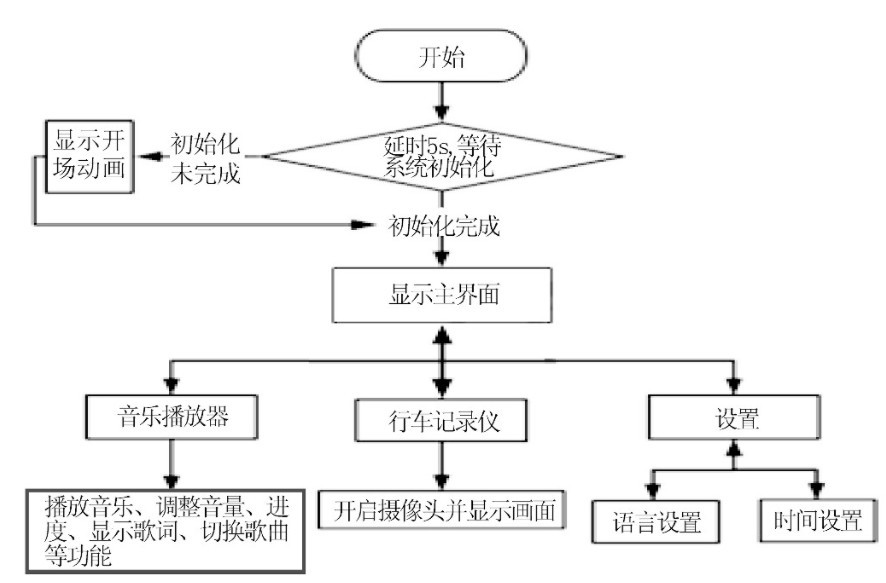 开始
延时5s,等待
系统初始化
初始化
未完成
显示开
场动画
初始化完成
显示主界面
音乐播放器
行车记录仪
设置
播放音乐、调整音量、进
度、显示歌词、切换歌曲
等功能
开启摄像头并显示画面
语言设置
时间设置